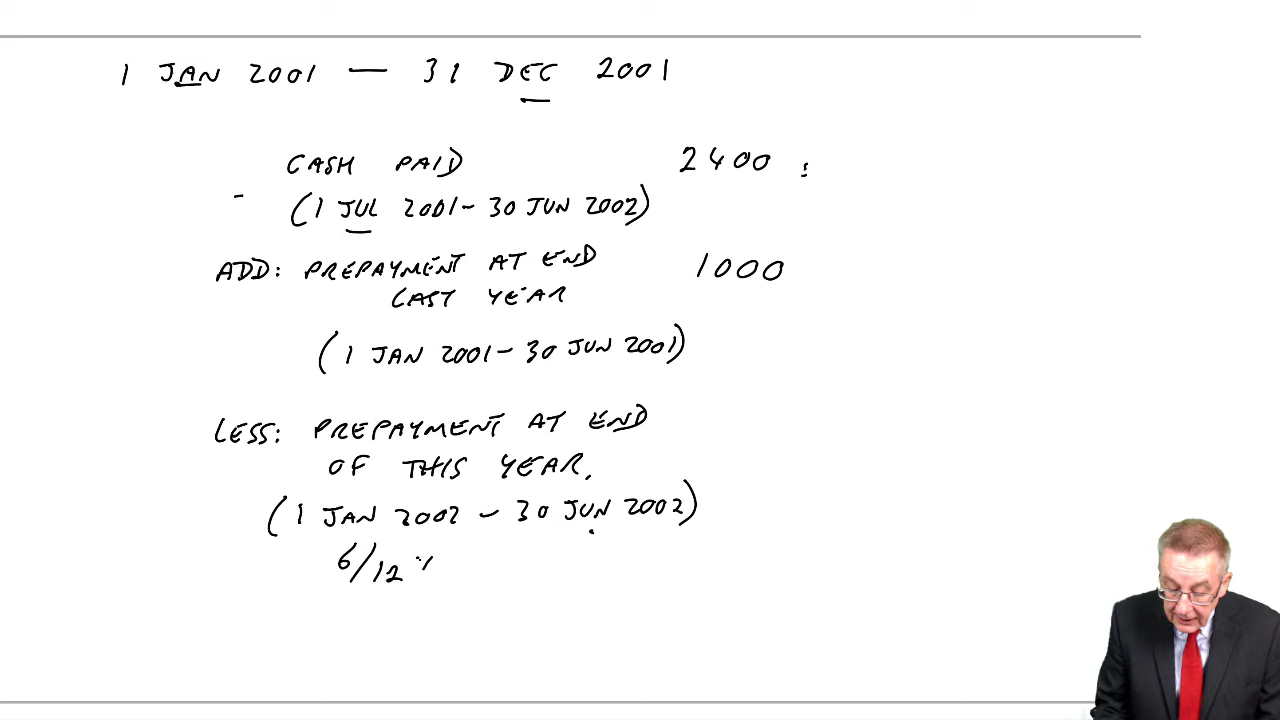 1 JAN 2001 — 31 DEC 2001
CASH PAID 2400
(1 JUL 2001 - 30 JUN 2002)
ADD: PREPAYMENT AT END 1000
LAST YEAR
(1 JAN 2001 - 30 JUN 2001)
LESS: PREPAYMENT AT END
OF THIS YEAR.
(1 JAN 2002 - 30 JUN 2002)
6/12